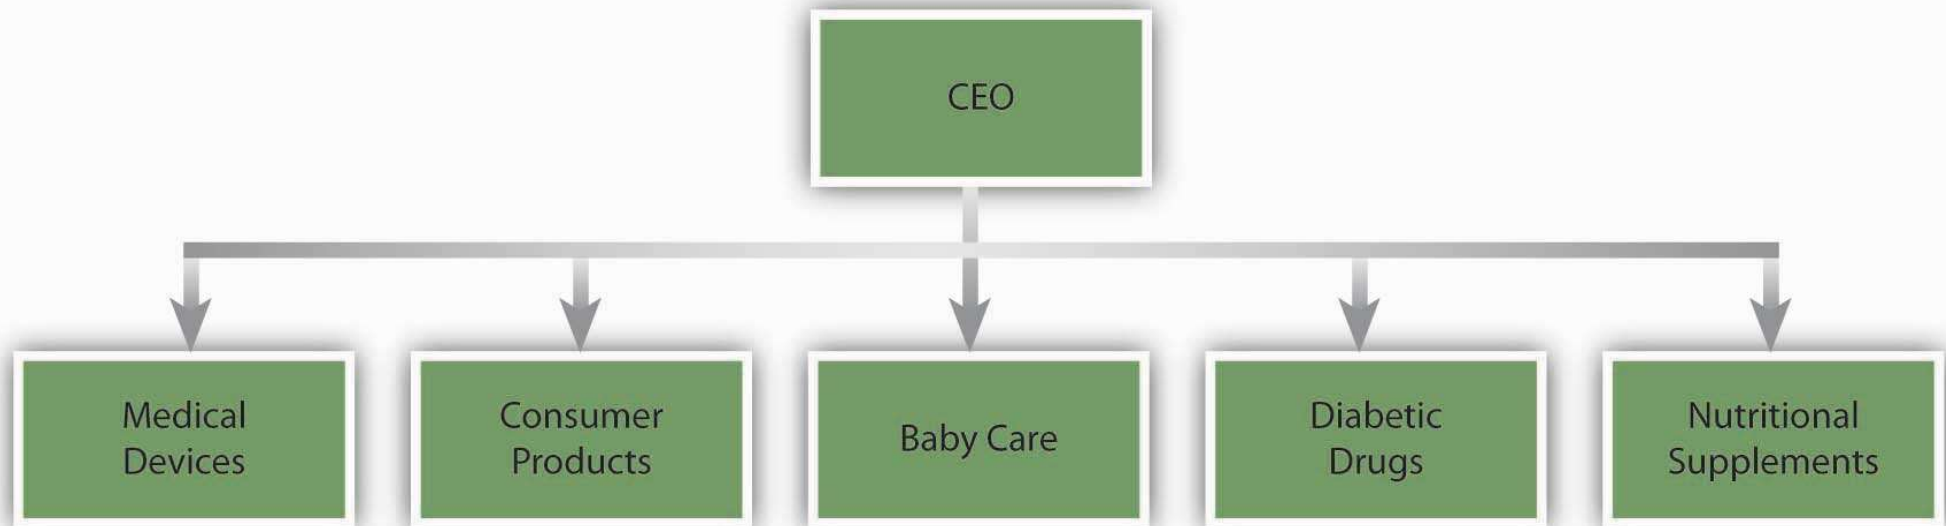 CEO
Medical
Devices
Consumer
Products
Baby Care
Diabetic
Drugs
Nutritional
Supplements